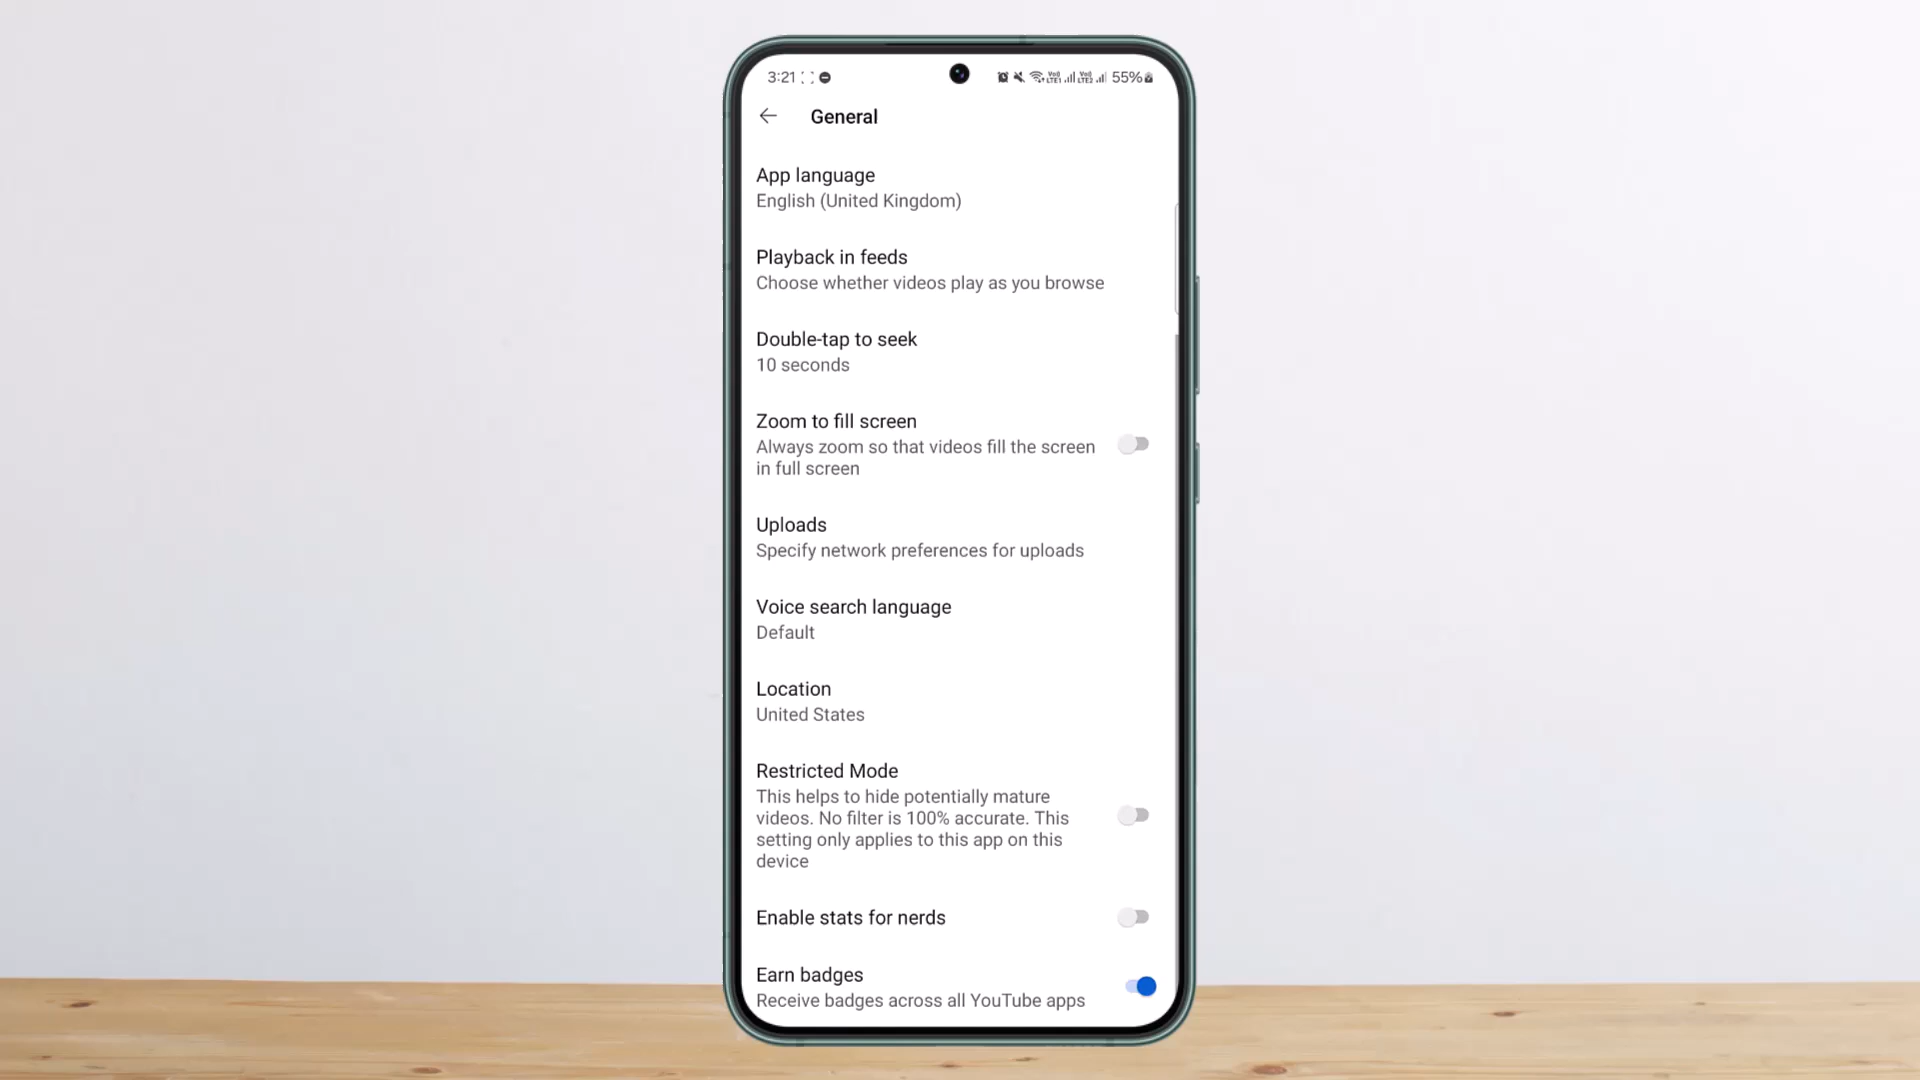 3:21
55%
General
App language
English (United Kingdom)
Playback in feeds
Choose whether videos play as you browse
Double-tap to seek
10 seconds
Zoom to fill screen
Always zoom so that videos fill the screen
in full screen
Uploads
Specify network preferences for uploads
Voice search language
Default
Location
United States
Restricted Mode
This helps to hide potentially mature
videos. No filter is 100% accurate. This
setting only applies to this app on this
device
Enable stats for nerds
Earn badges
Receive badges across all YouTube apps